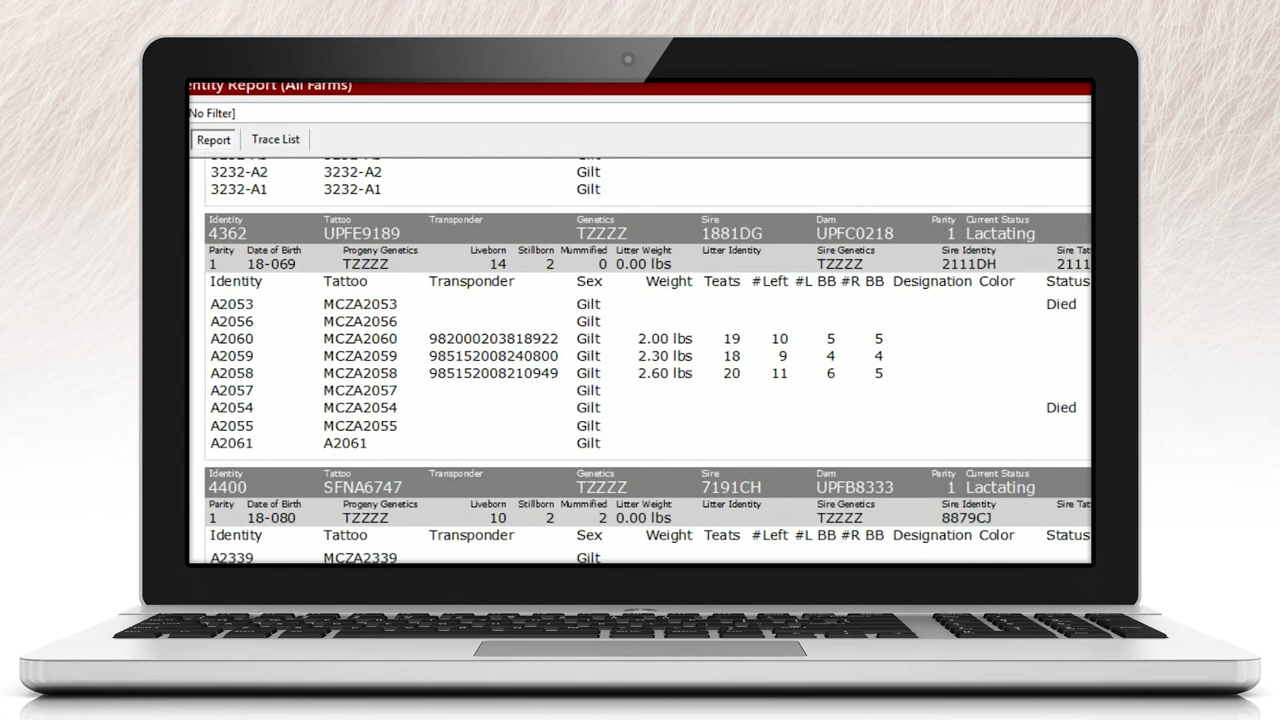 entity Report (All Farms)
No Filter]
Report Trace List
3232-A2 3232-A2 Gilt
3232-A1 3232-A1 Gilt
Identity Tattoo Transponder Genetics Sire Dam Parity Current Status
4362 UPFE9189 TZZZZ 1881DG UPFC0218 1 Lactating
Parity Date of Birth Progeny Genetics Liveborn Stillborn Mummified Litter Weight Litter Identity Sire Genetics Sire Identity Sire Tat
1 18-069 TZZZZ 14 2 0 0.00 lbs TZZZZ 2111DH 2111
Identity Tattoo Transponder Sex Weight Teats #Left #L BB #R BB Designation Color Status
A2053 MCZA2053 Gilt Died
A2056 MCZA2056 Gilt
A2060 MCZA2060 982000203818922 Gilt 2.00 lbs 19 10 5 5
A2059 MCZA2059 985152008240800 Gilt 2.30 lbs 18 9 4 4
A2058 MCZA2058 985152008210949 Gilt 2.60 lbs 20 11 6 5
A2057 MCZA2057 Gilt
A2054 MCZA2054 Gilt Died
A2055 MCZA2055 Gilt
A2061 A2061 Gilt
Identity Tattoo Transponder Genetics Sire Dam Parity Current Status
4400 SFNA6747 TZZZZ 7191CH UPFB8333 1 Lactating
Parity Date of Birth Progeny Genetics Liveborn Stillborn Mummified Litter Weight Litter Identity Sire Genetics Sire Identity Sire Tat
1 18-080 TZZZZ 10 2 2 0.00 lbs TZZZZ 8879CJ
Identity Tattoo Transponder Sex Weight Teats #Left #L BB #R BB Designation Color Status
A2339 MCZA2339 Gilt